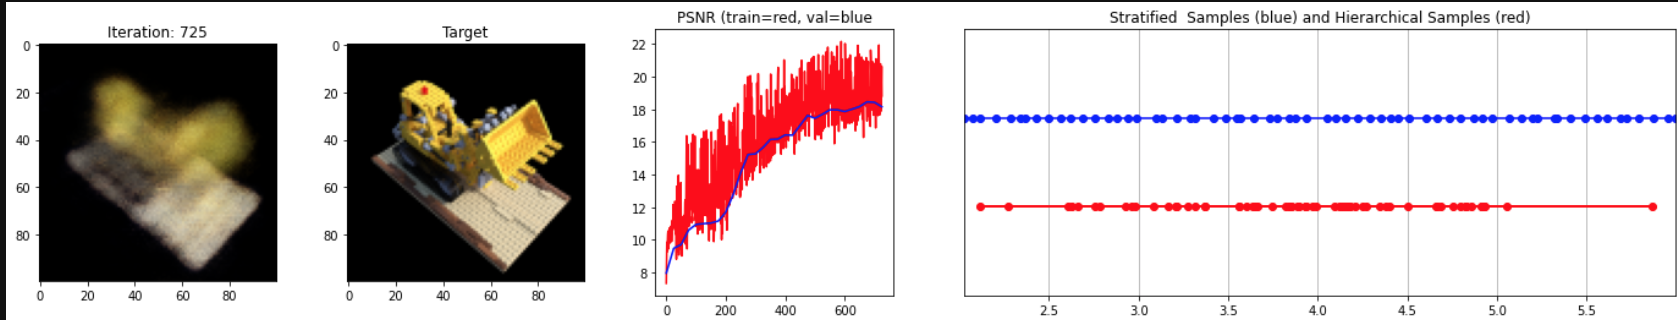 Iteration: 725
0
20
40
60
80
0 20 40 60 80
Target
0
20
40
60
80
0 20 40 60 80
PSNR (train=red, val=blue
22
20
18
16
14
12
10
8
0 200 400 600
Stratified  Samples (blue) and Hierarchical Samples (red)
2.5 3.0 3.5 4.0 4.5 5.0 5.5